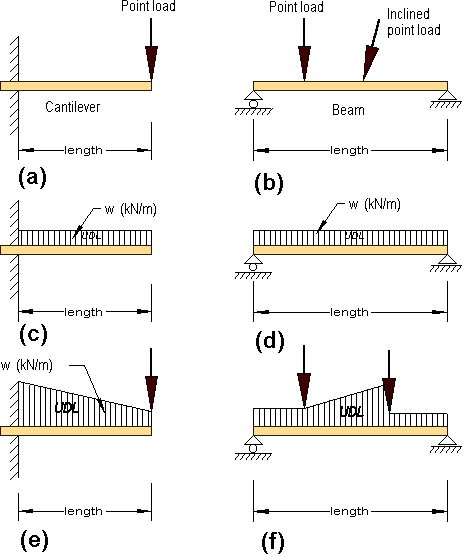 Point load
Cantilever
length
(a)
Point load
Inclined
point load
Beam
length
(b)
w (kN/m)
UDL
length
(c)
w (kN/m)
UDL
length
(d)
w (kN/m)
UDL
length
(e)
UDL
length
(f)